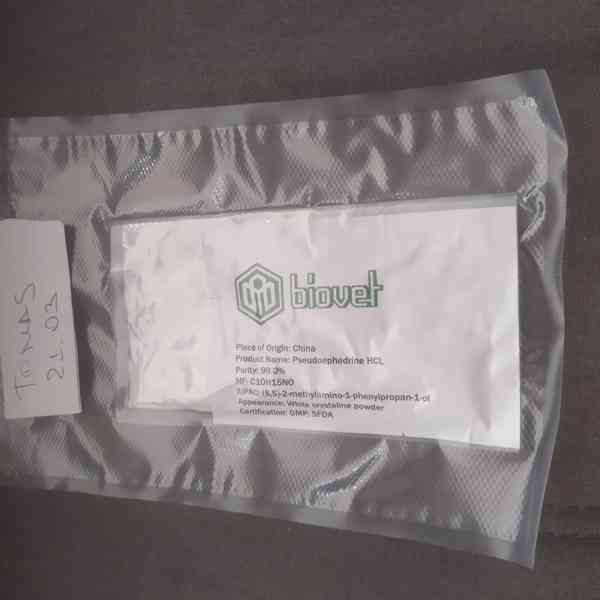 TOMAS
21.03
biovet
Place of Origin: China
Product Name: Pseudoephedrine HCL
Purity: 99.2%
MF: C10H15NO
IUPAC: (S,S)-2-methylamino-1-phenylpropan-1-ol
Appearance: White crystaline powder
Certification: GMP, SFDA